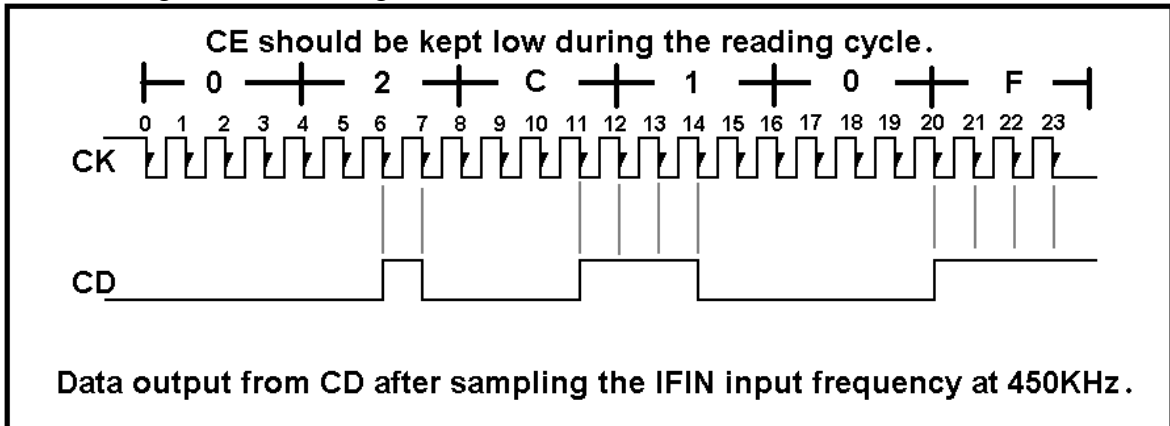 CE should be kept low during the reading cycle.
0 2 C 1 0 F
0 1 2 3 4 5 6 7 8 9 10 11 12 13 14 15 16 17 18 19 20 21 22 23
CK
CD
Data output from CD after sampling the IFIN input frequency at 450KHz.